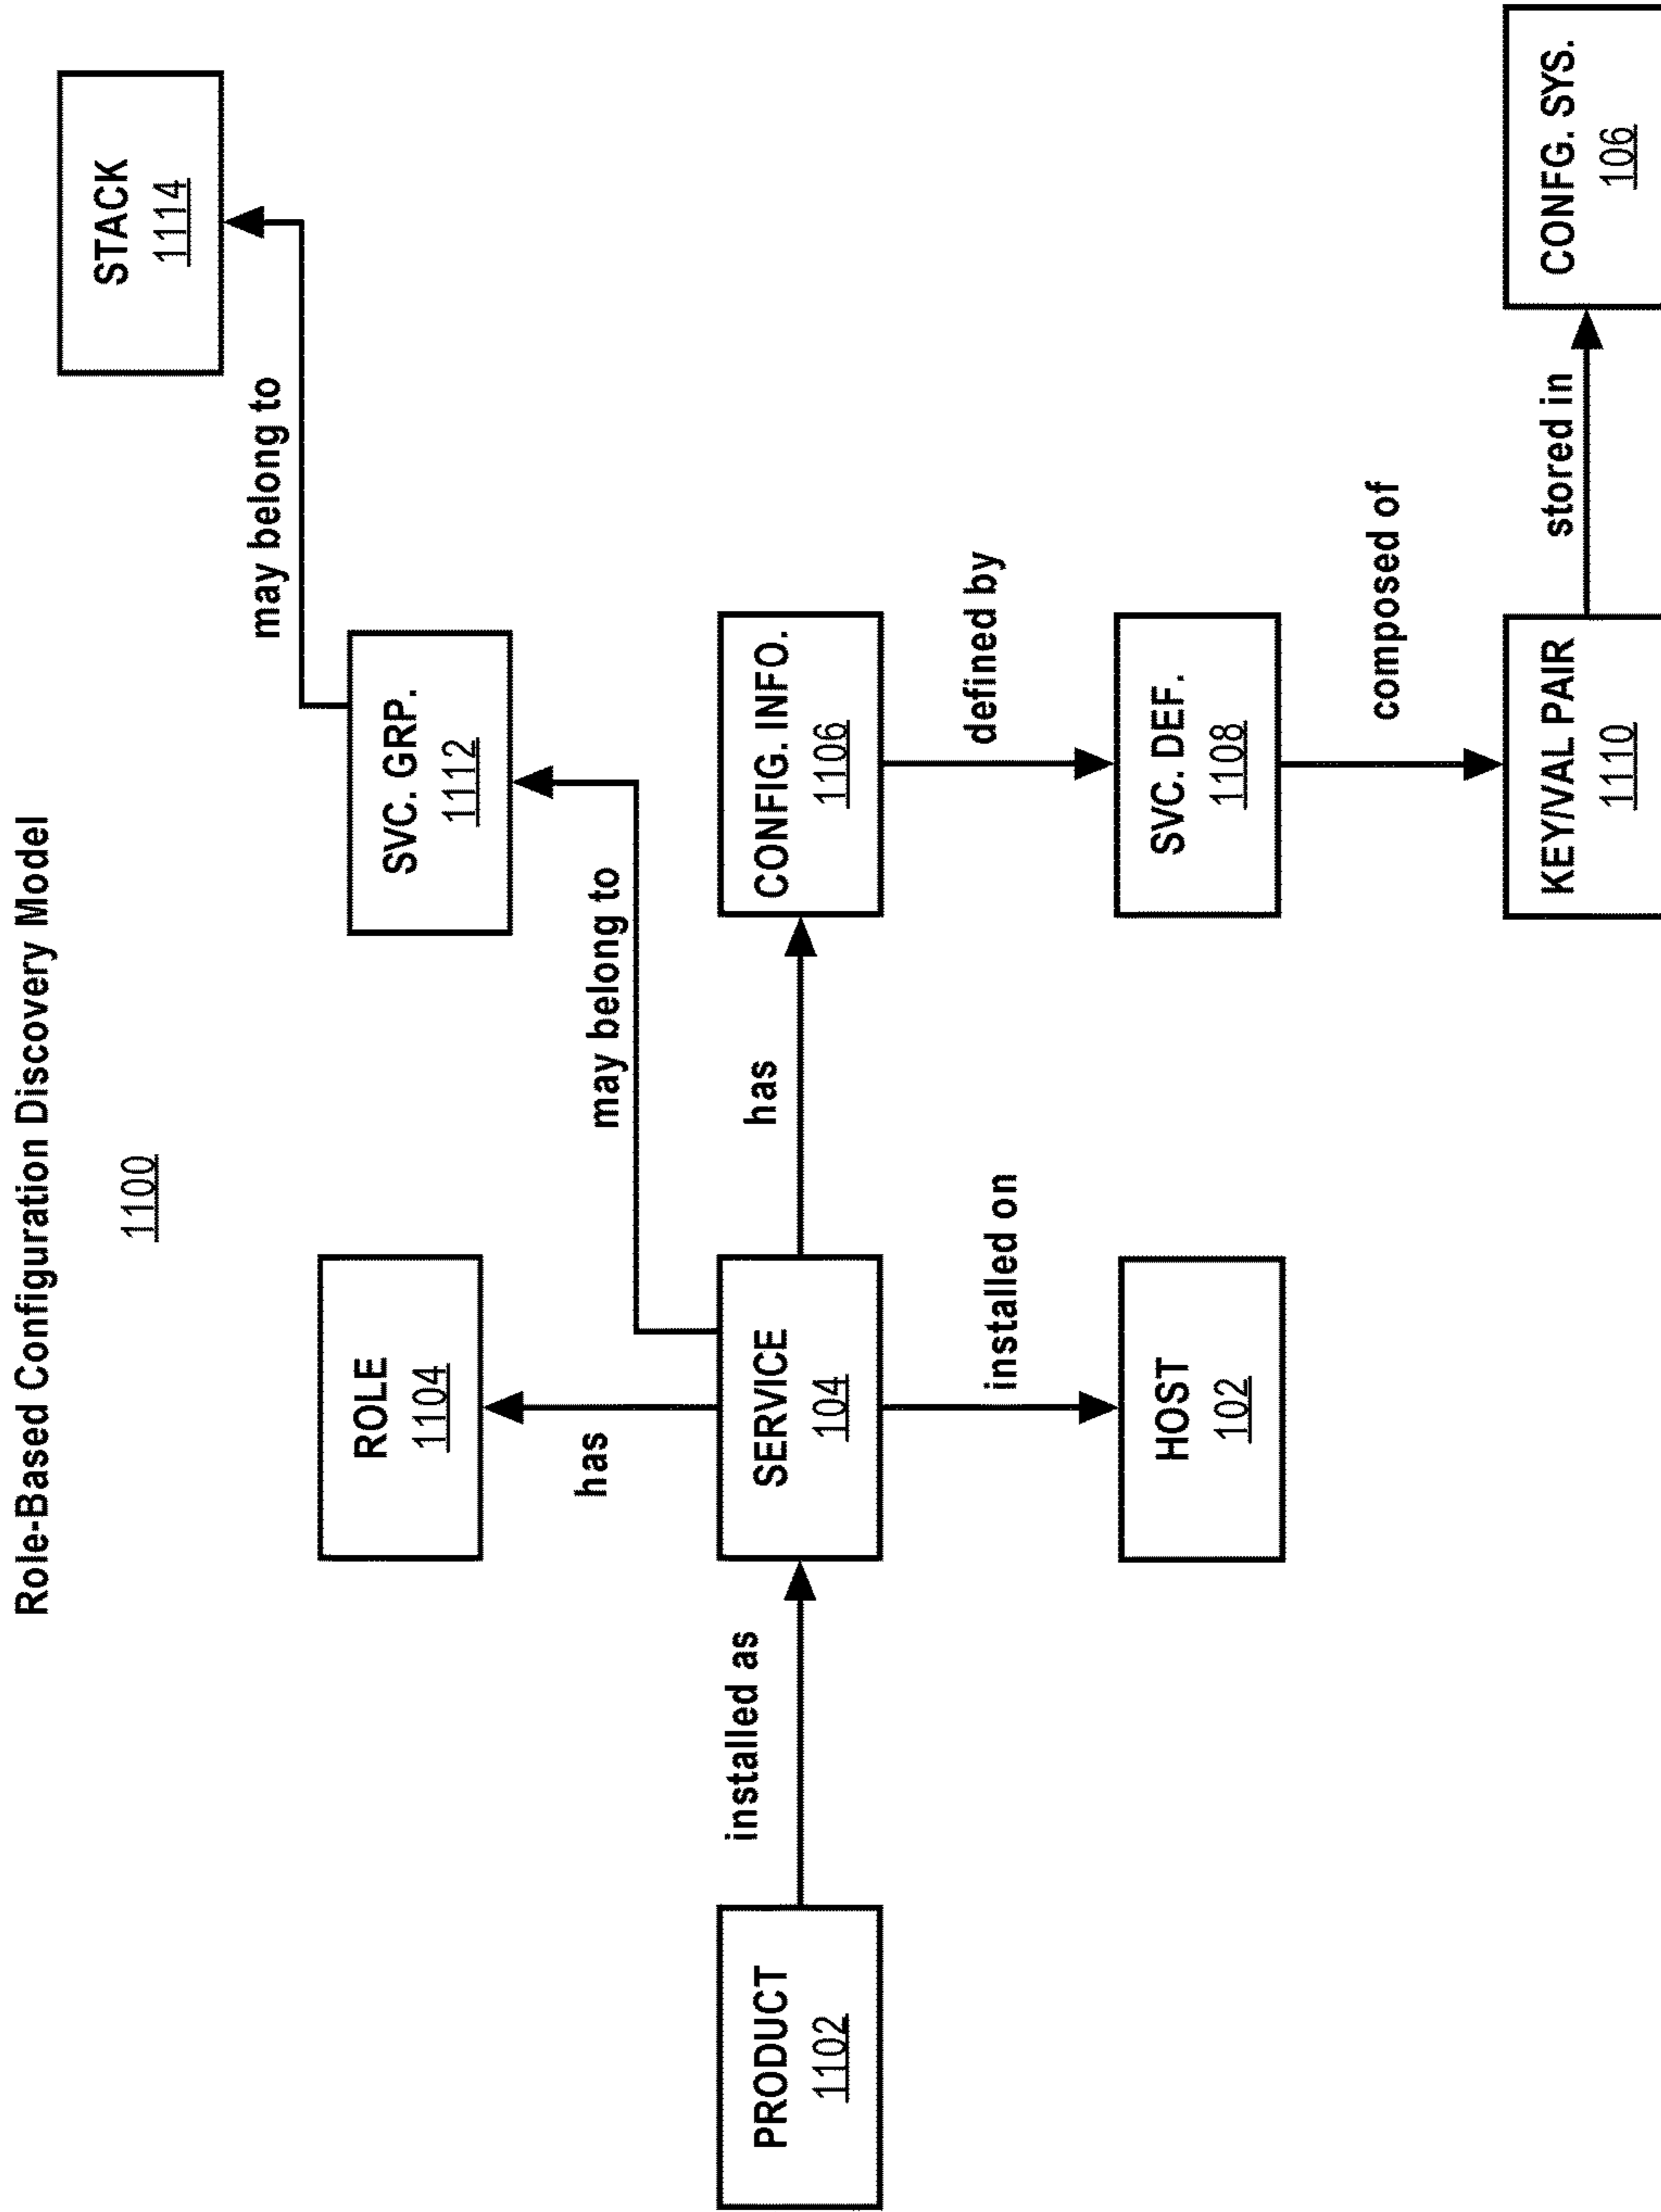 Role-Based Configuration Discovery Model
1100
STACK
1114
may belong to
ROLE
1104
SVC. GRP.
1112
has
may belong to
PRODUCT
1102
installed as
SERVICE
104
has
CONFIG. INFO.
1106
installed on
defined by
HOST
102
SVC. DEF.
1108
composed of
KEY/VAL PAIR
1110
stored in
CONFG. SYS.
106